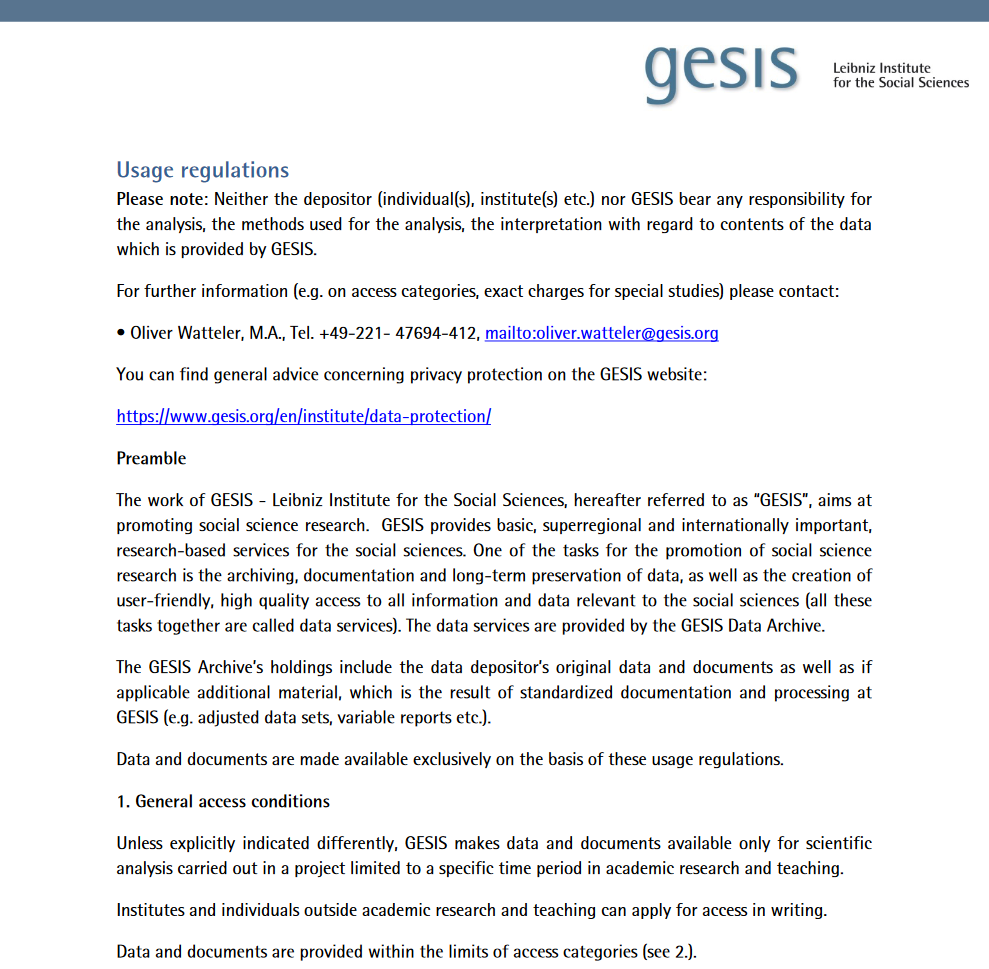 gesis
Leibniz Institute
for the Social Sciences
Usage regulations
Please note: Neither the depositor (individual(s), institute(s) etc.) nor GESIS bear any responsibility for
the analysis, the methods used for the analysis, the interpretation with regard to contents of the data
which is provided by GESIS.
For further information (e.g. on access categories, exact charges for special studies) please contact:
• Oliver Watteler, M.A., Tel. +49-221- 47694-412, mailto:oliver.watteler@gesis.org
You can find general advice concerning privacy protection on the GESIS website:
https://www.gesis.org/en/institute/data-protection/
Preamble
The work of GESIS - Leibniz Institute for the Social Sciences, hereafter referred to as “GESIS”, aims at
promoting social science research.  GESIS provides basic, superregional and internationally important,
research-based services for the social sciences. One of the tasks for the promotion of social science
research is the archiving, documentation and long-term preservation of data, as well as the creation of
user-friendly, high quality access to all information and data relevant to the social sciences (all these
tasks together are called data services). The data services are provided by the GESIS Data Archive.
The GESIS Archive’s holdings include the data depositor’s original data and documents as well as if
applicable additional material, which is the result of standardized documentation and processing at
GESIS (e.g. adjusted data sets, variable reports etc.).
Data and documents are made available exclusively on the basis of these usage regulations.
1. General access conditions
Unless explicitly indicated differently, GESIS makes data and documents available only for scientific
analysis carried out in a project limited to a specific time period in academic research and teaching.
Institutes and individuals outside academic research and teaching can apply for access in writing.
Data and documents are provided within the limits of access categories (see 2.).